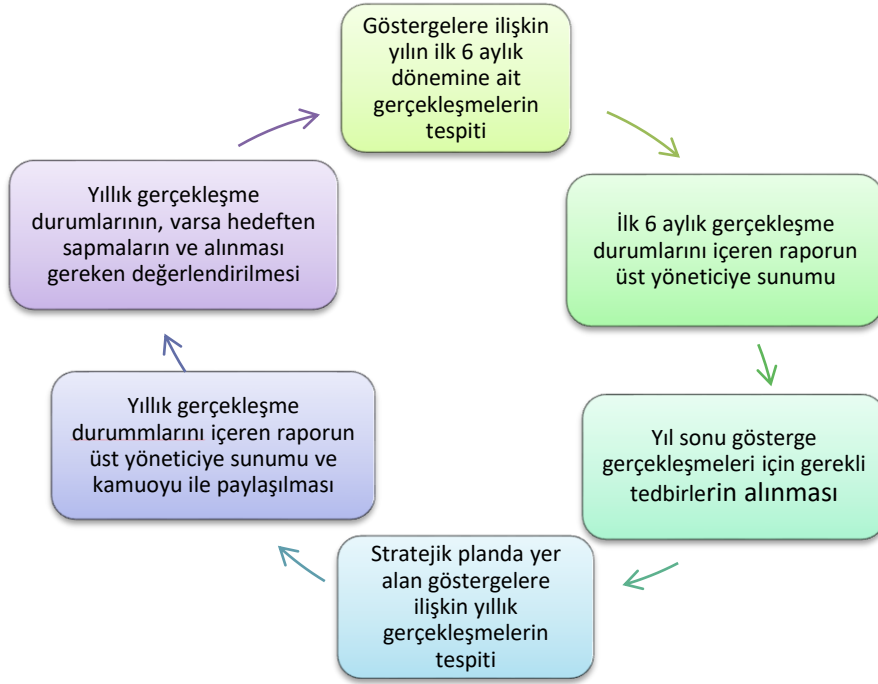 Göstergelere ilişkin
yılın ilk 6 aylık
dönemine ait
gerçekleşmelerin
tespiti
İlk 6 aylık gerçekleşme
durumlarını içeren raporun
üst yöneticiye sunumu
Yıl sonu gösterge
gerçekleşmeleri için gerekli
tedbirlerin alınması
Stratejik planda yer
alan göstergelere
ilişkin yıllık
gerçekleşmelerin
tespiti
Yıllık gerçekleşme
durummlarını içeren raporun
üst yöneticiye sunumu ve
kamuoyu ile paylaşılması
Yıllık gerçekleşme
durumlarının, varsa hedeften
sapmaların ve alınması
gereken değerlendirilmesi